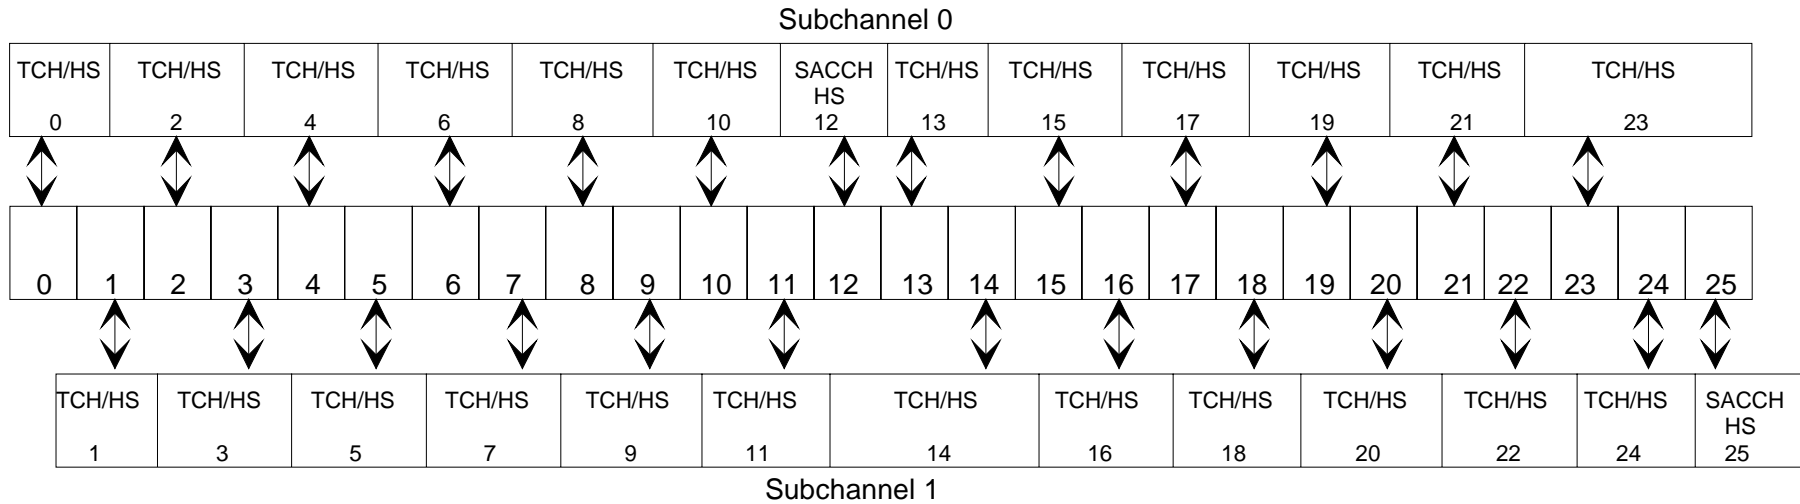 Subchannel 0
TCH/HS TCH/HS TCH/HS TCH/HS TCH/HS TCH/HS SACCH TCH/HS TCH/HS TCH/HS TCH/HS TCH/HS TCH/HS
HS
0 2 4 6 8 10 12 13 15 17 19 21 23
0 1 2 3 4 5 6 7 8 9 10 11 12 13 14 15 16 17 18 19 20 21 22 23 24 25
TCH/HS TCH/HS TCH/HS TCH/HS TCH/HS TCH/HS TCH/HS TCH/HS TCH/HS TCH/HS TCH/HS TCH/HS SACCH
HS
1 3 5 7 9 11 14 16 18 20 22 24 25
Subchannel 1